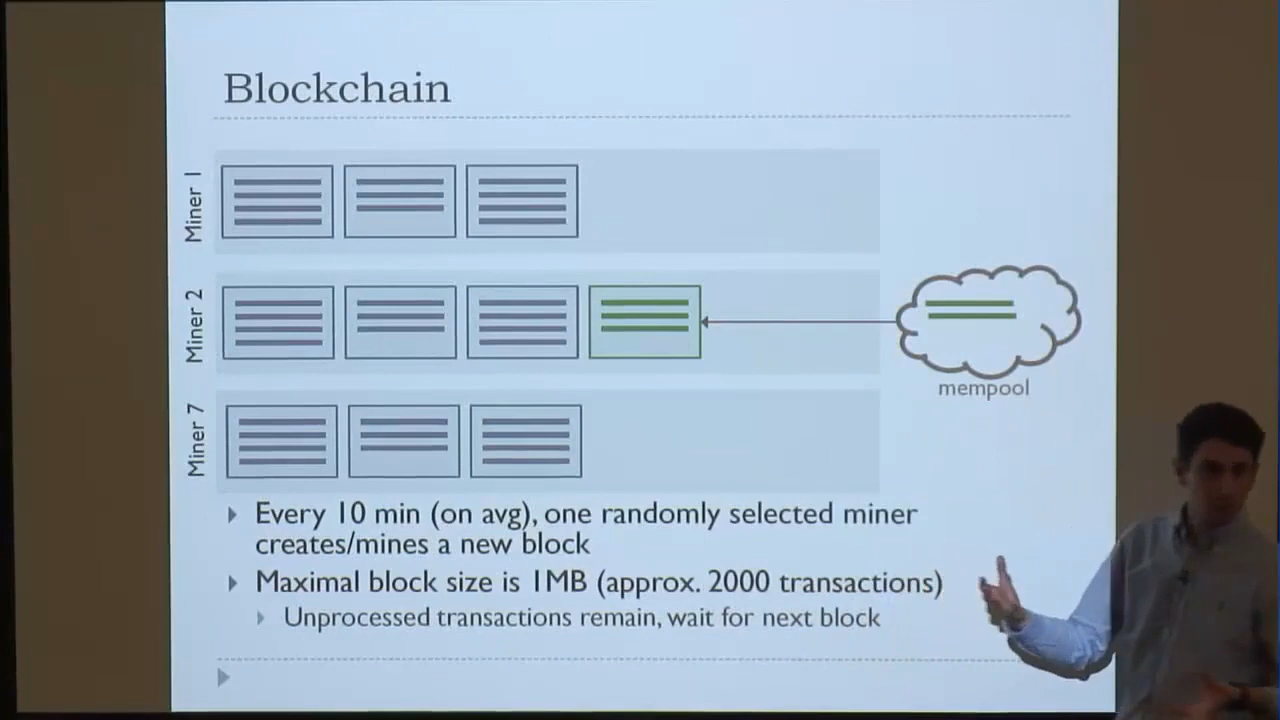 Blockchain
Miner 1
Miner 2
mempool
Miner 7
Every 10 min (on avg), one randomly selected miner
creates/mines a new block
Maximal block size is 1MB (approx. 2000 transactions)
Unprocessed transactions remain, wait for next block